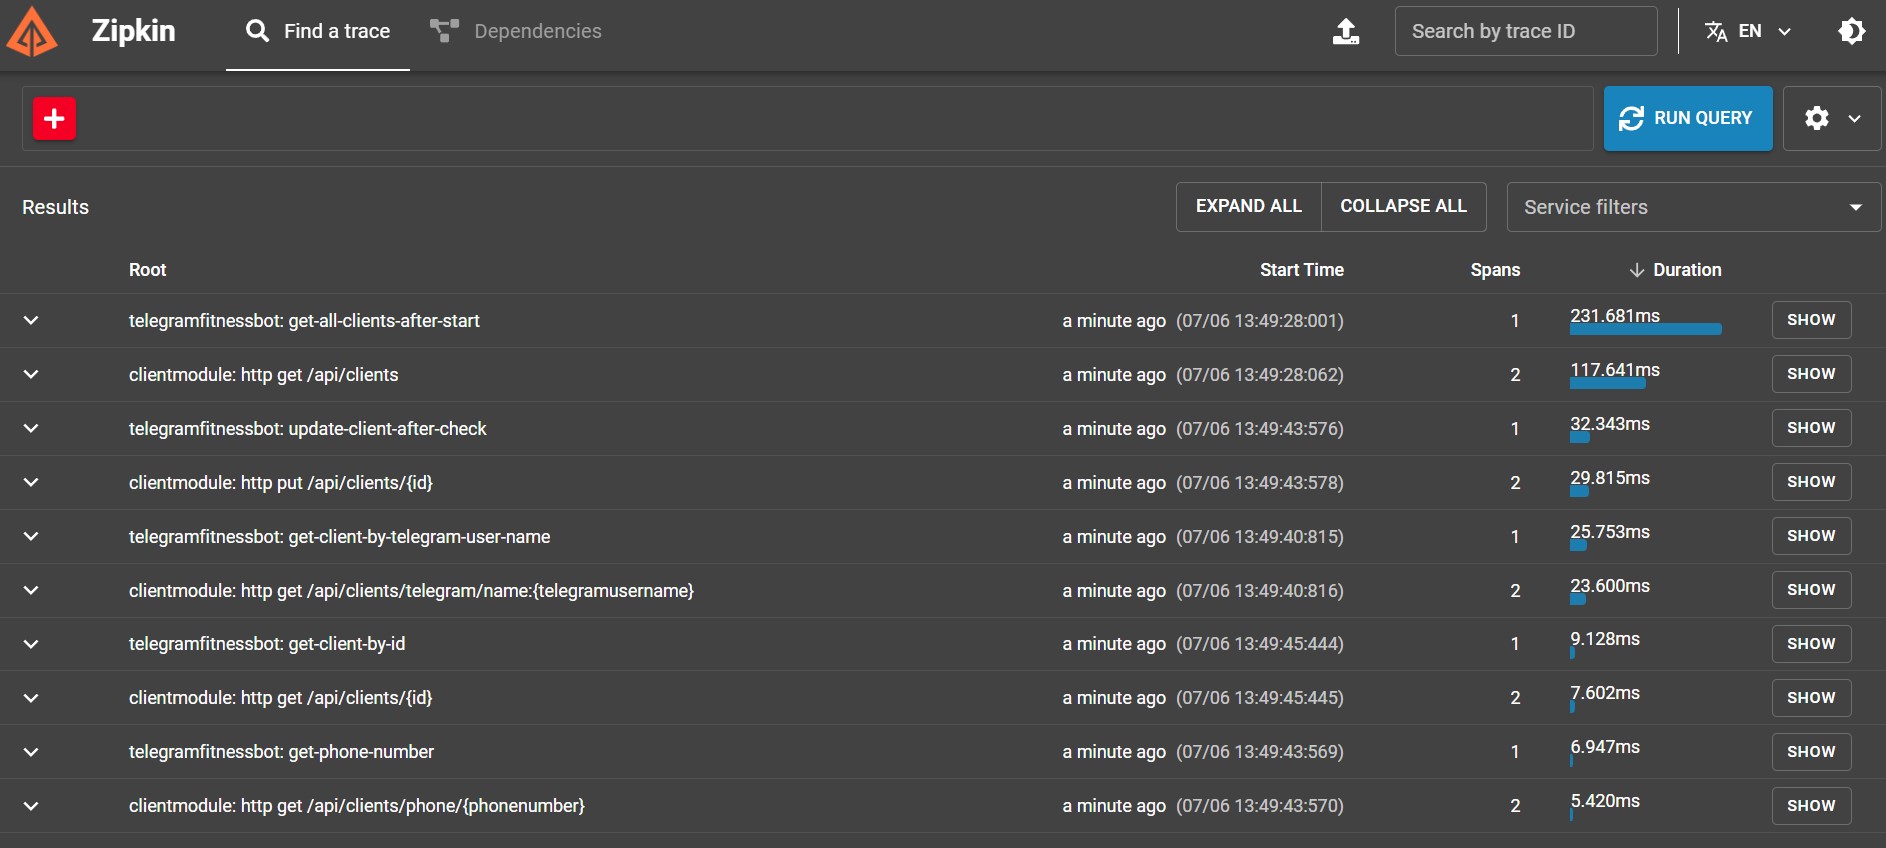 Zipkin Find a trace Dependencies Search by trace ID EN
RUN QUERY
Results EXPAND ALL COLLAPSE ALL Service filters
Root Start Time Spans Duration
telegramfitnessbot: get-all-clients-after-start a minute ago (07/06 13:49:28:001) 1 231.681ms SHOW
clientmodule: http get /api/clients a minute ago (07/06 13:49:28:062) 2 117.641ms SHOW
telegramfitnessbot: update-client-after-check a minute ago (07/06 13:49:43:576) 1 32.343ms SHOW
clientmodule: http put /api/clients/{id} a minute ago (07/06 13:49:43:578) 2 29.815ms SHOW
telegramfitnessbot: get-client-by-telegram-user-name a minute ago (07/06 13:49:40:815) 1 25.753ms SHOW
clientmodule: http get /api/clients/telegram/name:{telegramusername} a minute ago (07/06 13:49:40:816) 2 23.600ms SHOW
telegramfitnessbot: get-client-by-id a minute ago (07/06 13:49:45:444) 1 9.128ms SHOW
clientmodule: http get /api/clients/{id} a minute ago (07/06 13:49:45:445) 2 7.602ms SHOW
telegramfitnessbot: get-phone-number a minute ago (07/06 13:49:43:569) 1 6.947ms SHOW
clientmodule: http get /api/clients/phone/{phonenumber} a minute ago (07/06 13:49:43:570) 2 5.420ms SHOW